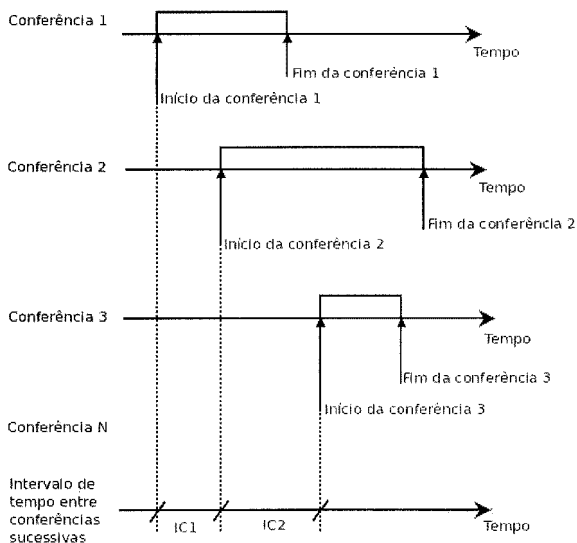 Conferência 1
Tempo
Fim da conferência 1
Início da conferência 1
Conferência 2
Tempo
Fim da conferência 2
Início da conferência 2
Conferência 3
Tempo
Fim da conferência 3
Início da conferência 3
Conferência N
Intervalo de
tempo entre
conferências
sucessivas
IC1
IC2
Tempo